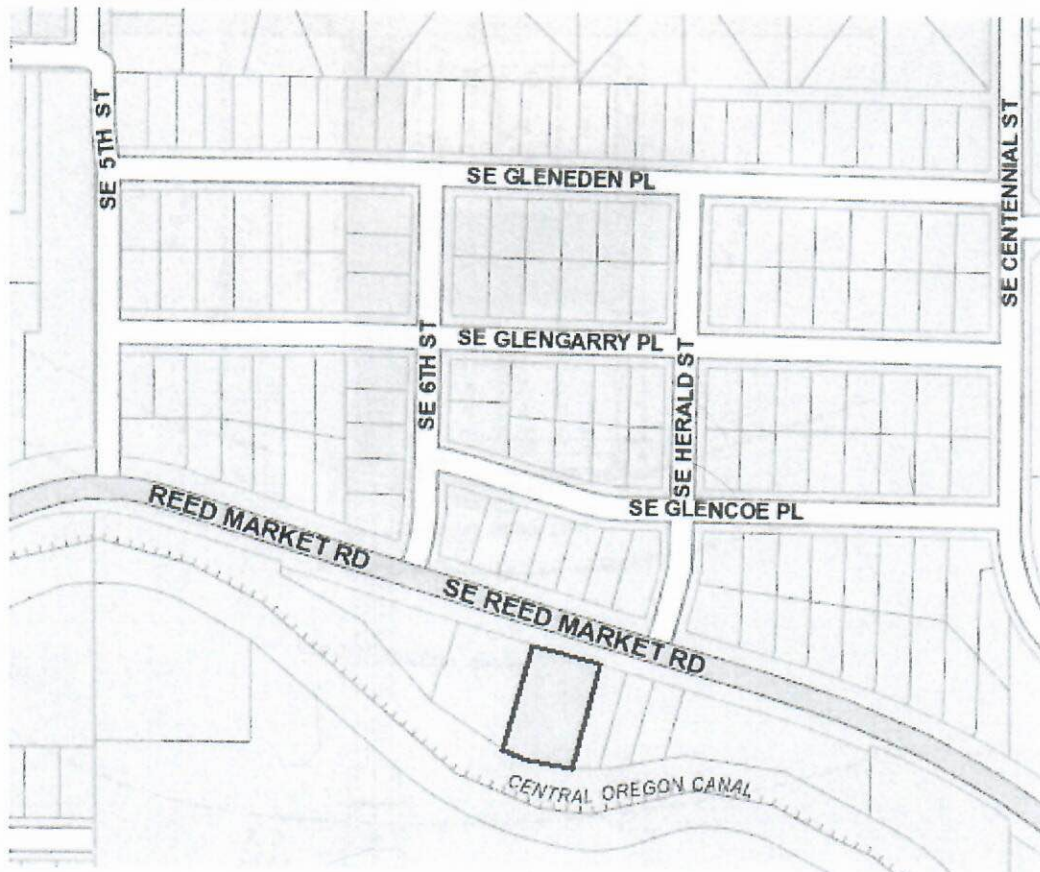 SE 5TH ST
SE GLENEDEN PL
SE CENTENNIAL ST
SE GLENGARRY PL
SE 6TH ST
SE HERALD ST
REED MARKET RD
SE GLENCOE PL
SE REED MARKET RD
CENTRAL OREGON CANAL